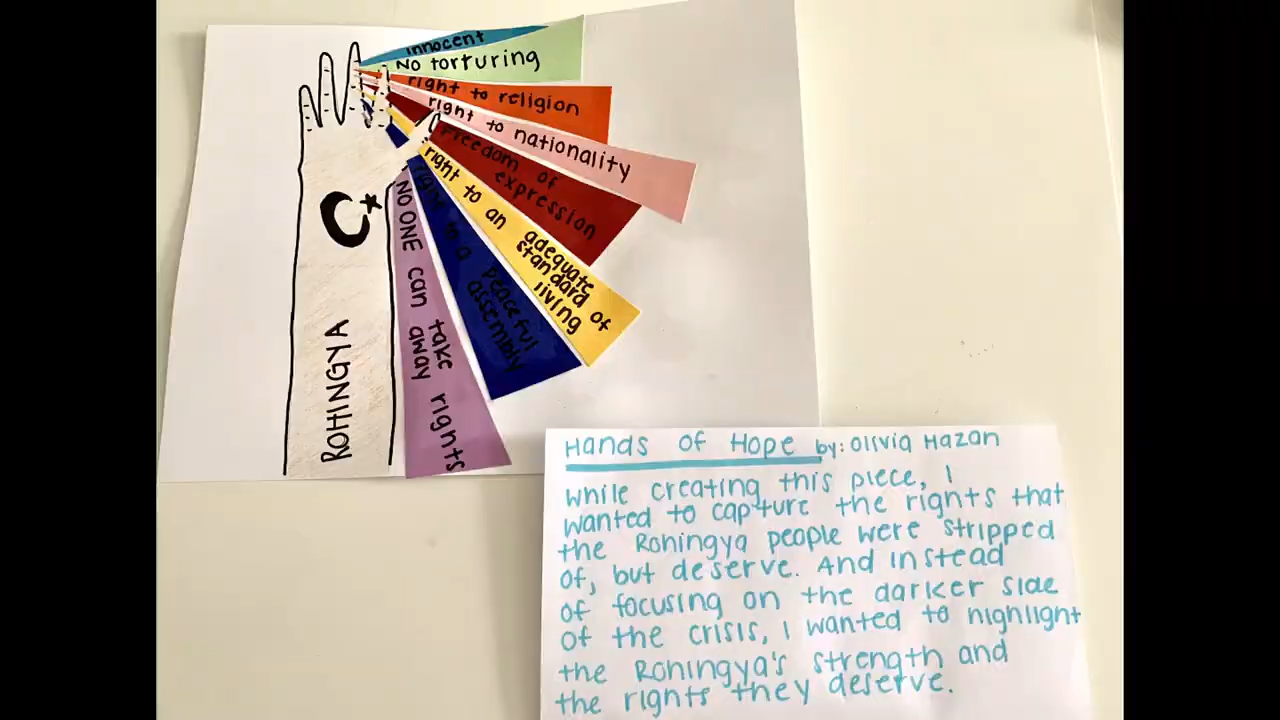 innocent
No torturing
right to religion
right to nationality
Freedom of
expression
right to an adequate
standard of
living
right to a peaceful
assembly
NO ONE can take
away rights
ROHINGYA
Hands of Hope by: Olivia Hazan
While creating this piece, I
wanted to capture the rights that
the Rohingya people were stripped
of, but deserve. And instead
of focusing on the darker side
of the crisis, I wanted to highlight
the Rohingya's strength and
the rights they deserve.